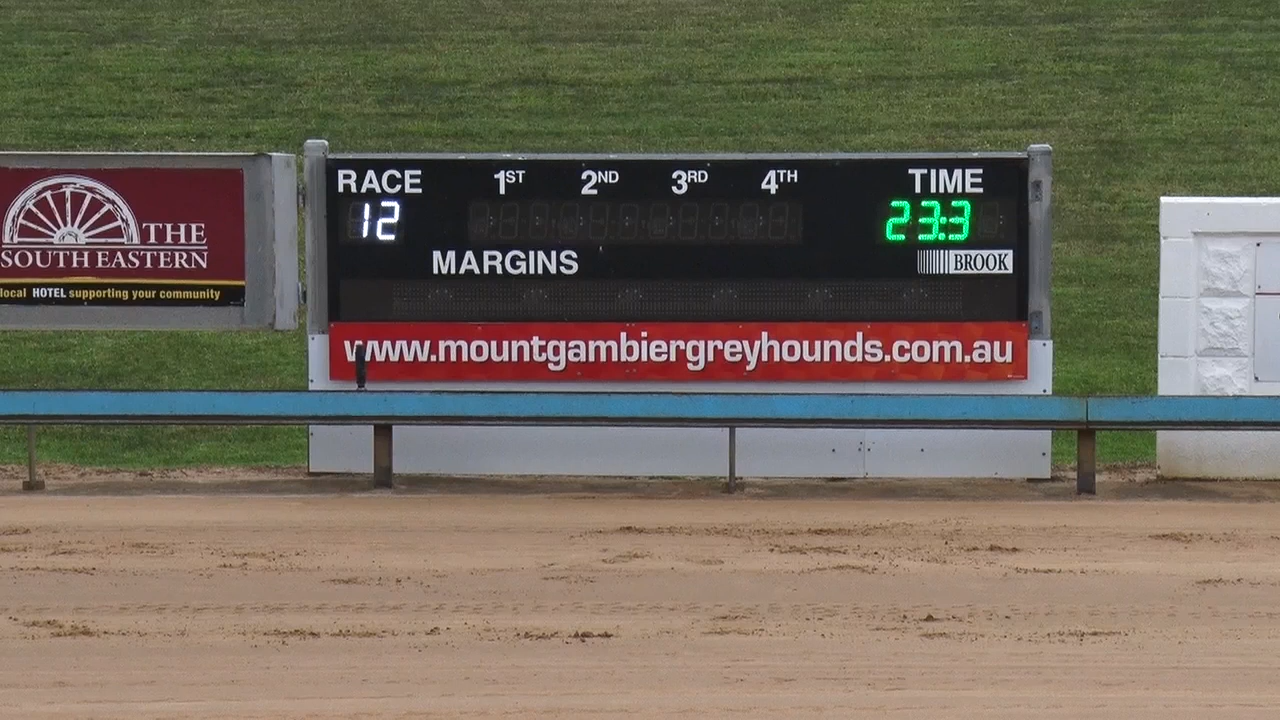 THE
SOUTH EASTERN
local HOTEL supporting your community
RACE 1ST 2ND 3RD 4TH TIME
12 23:3
MARGINS BROOK
www.mountgambiergreyhounds.com.au